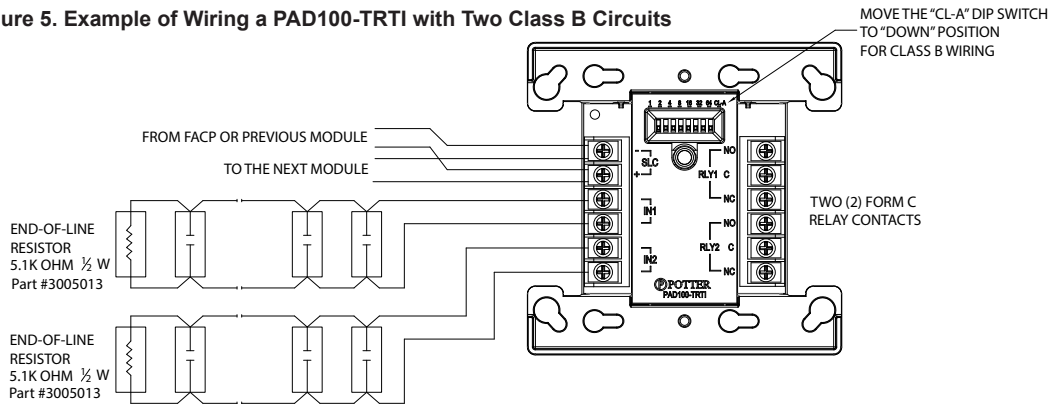 ure 5. Example of Wiring a PAD100-TRTI with Two Class B Circuits
MOVE THE “CL-A” DIP SWITCH
TO “DOWN” POSITION
FOR CLASS B WIRING
1 2 4 8 16 32 64 CL-A
FROM FACP OR PREVIOUS MODULE
TO THE NEXT MODULE
- SLC
+
IN1
IN2
NO
RLY1 C
NC
NO
RLY2 C
NC
POTTER
PAD100-TRTI
TWO (2) FORM C
RELAY CONTACTS
END-OF-LINE
RESISTOR
5.1K OHM ½ W
Part #3005013
END-OF-LINE
RESISTOR
5.1K OHM ½ W
Part #3005013